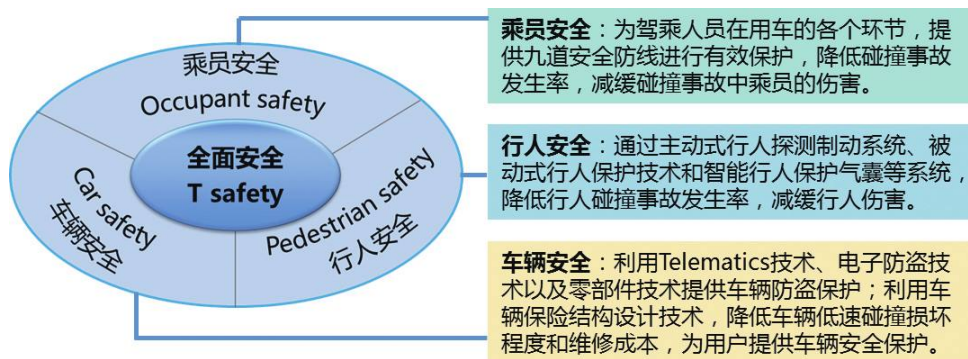 乘员安全
Occupant safety
全面安全
T safety
Car safety
车辆安全
Pedestrian safety
行人安全
乘员安全：为驾乘人员在用车的各个环节，提
供九道安全防线进行有效保护，降低碰撞事故
发生率，减缓碰撞事故中乘员的伤害。
行人安全：通过主动式行人探测制动系统、被
动式行人保护技术和智能行人保护气囊等系统，
降低行人碰撞事故发生率，减缓行人伤害。
车辆安全：利用Telematics技术、电子防盗技
术以及零部件技术提供车辆防盗保护；利用车
辆保险结构设计技术，降低车辆低速碰撞损坏
程度和维修成本，为用户提供车辆安全保护。